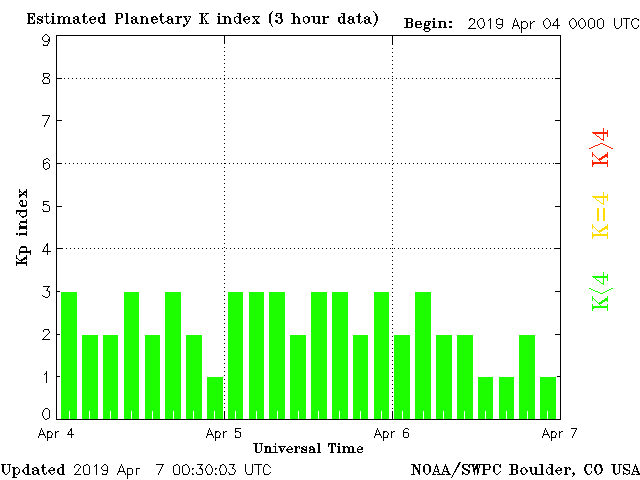 Estimated Planetary K index (3 hour data)
Begin: 2019 Apr 04 0000 UTC
9
8
7
6
5
4
3
2
1
0
Kp index
Apr 4
Apr 5
Apr 6
Apr 7
Universal Time
K>4
K=4
K<4
Updated 2019 Apr 7 00:30:03 UTC
NOAA/SWPC Boulder, CO USA